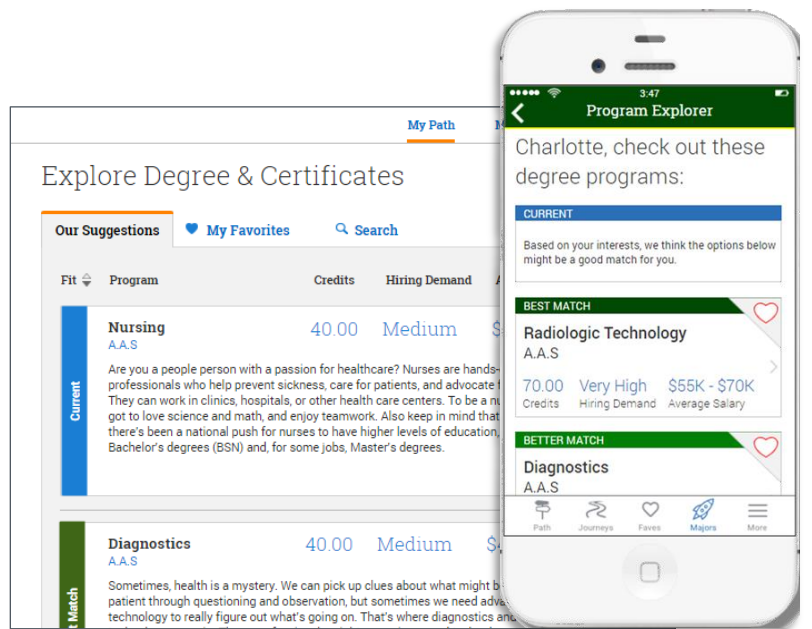 My Path
Explore Degree & Certificates
Our Suggestions
My Favorites
Search
Fit Program Credits Hiring Demand
Nursing 40.00 Medium
A.A.S
Are you a people person with a passion for healthcare? Nurses are hands-
professionals who help prevent sickness, care for patients, and advocate
They can work in clinics, hospitals, or other health care centers. To be a
got to love science and math, and enjoy teamwork. Also keep in mind that
there's been a national push for nurses to have higher levels of education,
Bachelor's degrees (BSN) and, for some jobs, Master's degrees.
Current
Diagnostics 40.00 Medium
A.A.S
Sometimes, health is a mystery. We can pick up clues about what might
patient through questioning and observation, but sometimes we need
technology to really figure out what's going on. That's where diagnostics and
Match
3:47
Program Explorer
Charlotte, check out these
degree programs:
CURRENT
Based on your interests, we think the options below
might be a good match for you.
BEST MATCH
Radiologic Technology
A.A.S
70.00 Very High $55K - $70K
Credits Hiring Demand Average Salary
BETTER MATCH
Diagnostics
A.A.S
Path Journeys Faves Majors More